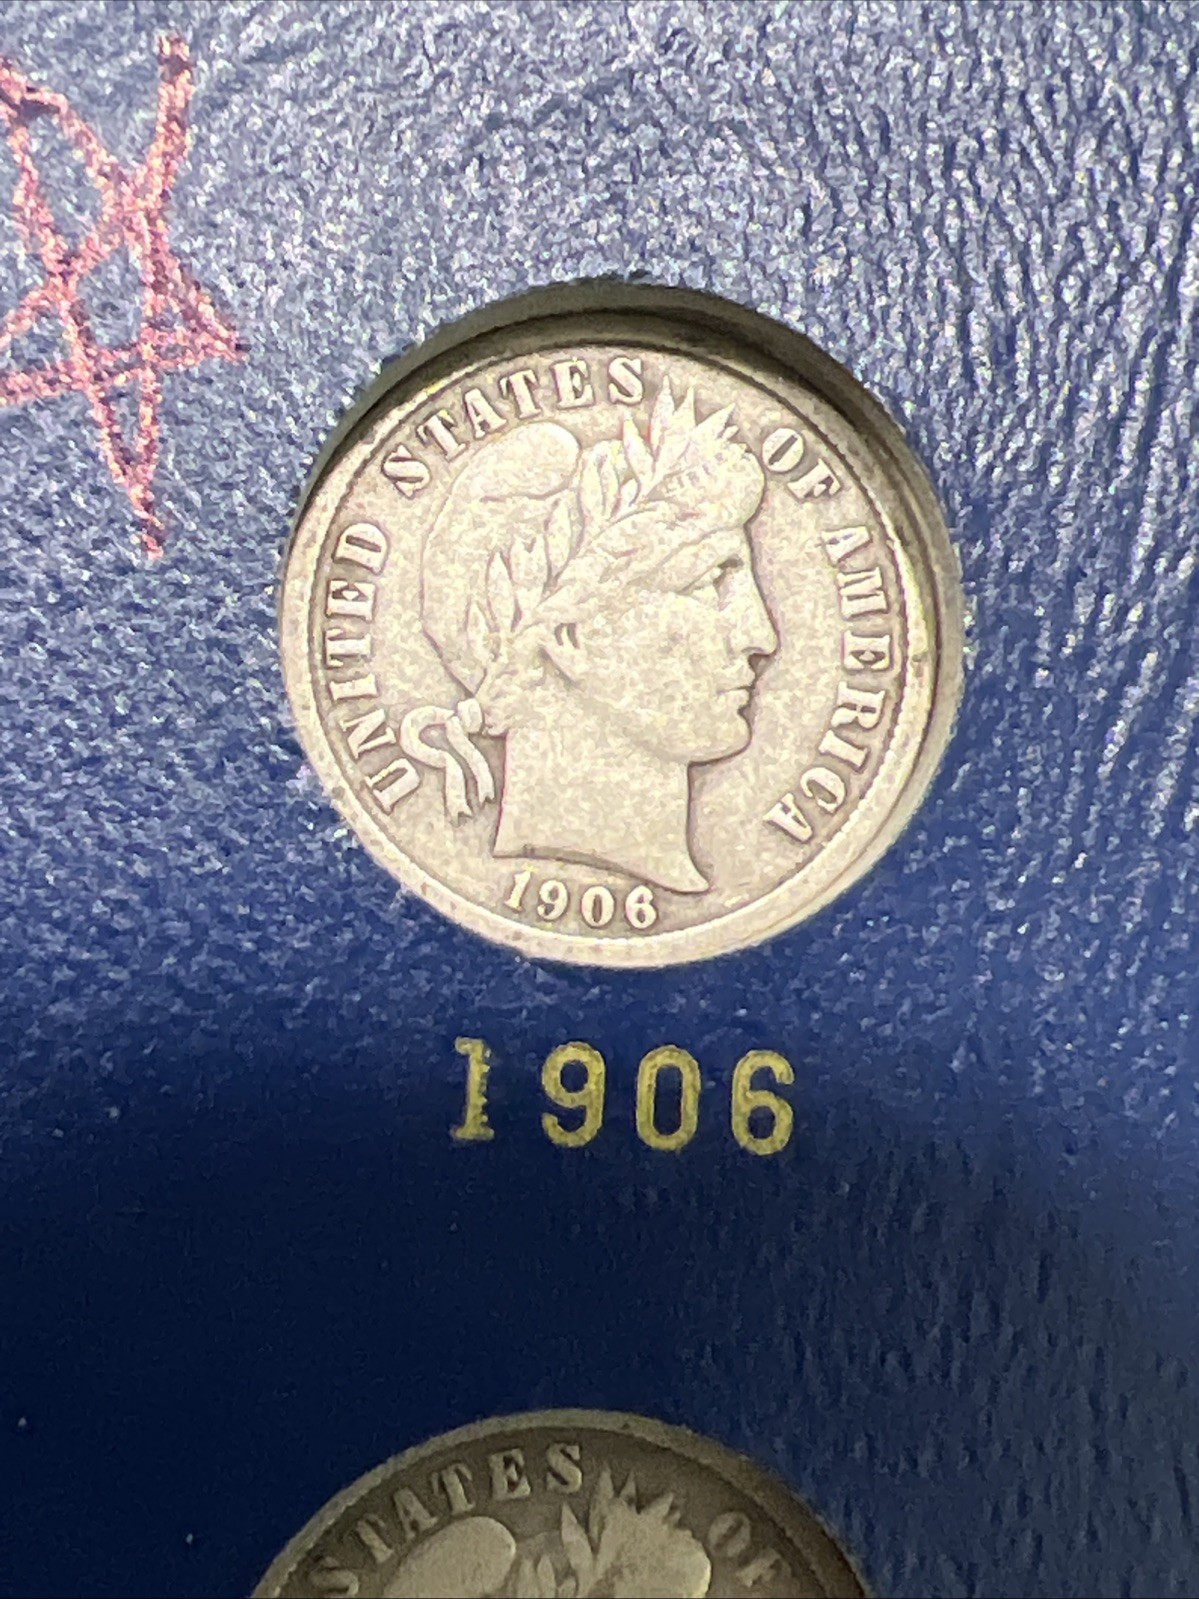 UNITED STATES OF AMERICA
1906
1906
STATES OF